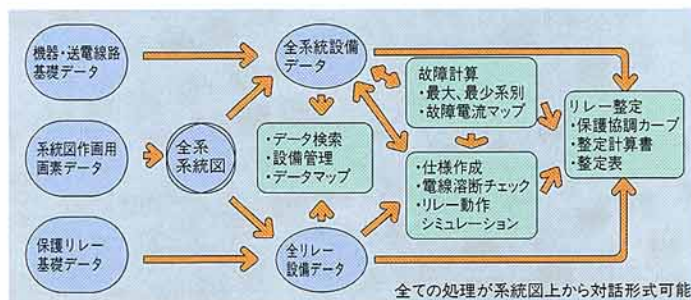 機器・送電線路
基礎データ
系統図作画用
画素データ
保護リレー
基礎データ
全系
系統図
全系統設備
データ
・データ検索
・設備管理
・データマップ
全リレー
設備データ
故障計算
・最大、最少系別
・故障電流マップ
・仕様作成
・電線溶断チェック
・リレー動作
シミュレーション
リレー整定
・保護協調カーブ
・整定計算書
・整定表
全ての処理が系統図上から対話形式可能